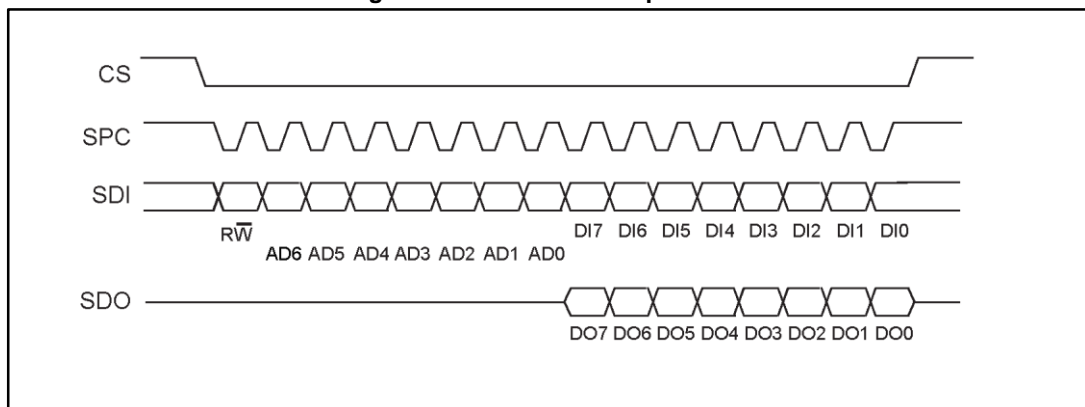 CS
SPC
SDI
RW̅
DI7 DI6 DI5 DI4 DI3 DI2 DI1 DI0
AD6 AD5 AD4 AD3 AD2 AD1 AD0
SDO
DO7 DO6 DO5 DO4 DO3 DO2 DO1 DO0